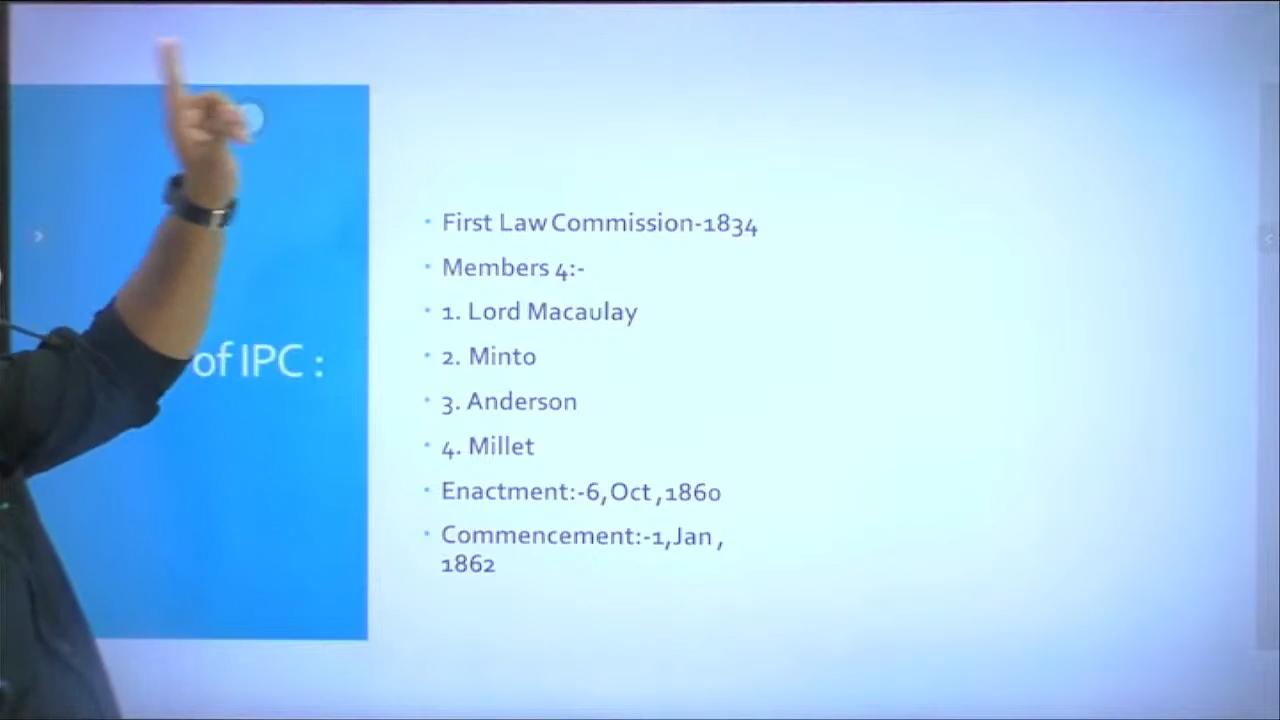 of IPC :
First Law Commission-1834
Members 4:-
1. Lord Macaulay
2. Minto
3. Anderson
4. Millet
Enactment:-6,Oct ,1860
Commencement:-1,Jan ,
1862